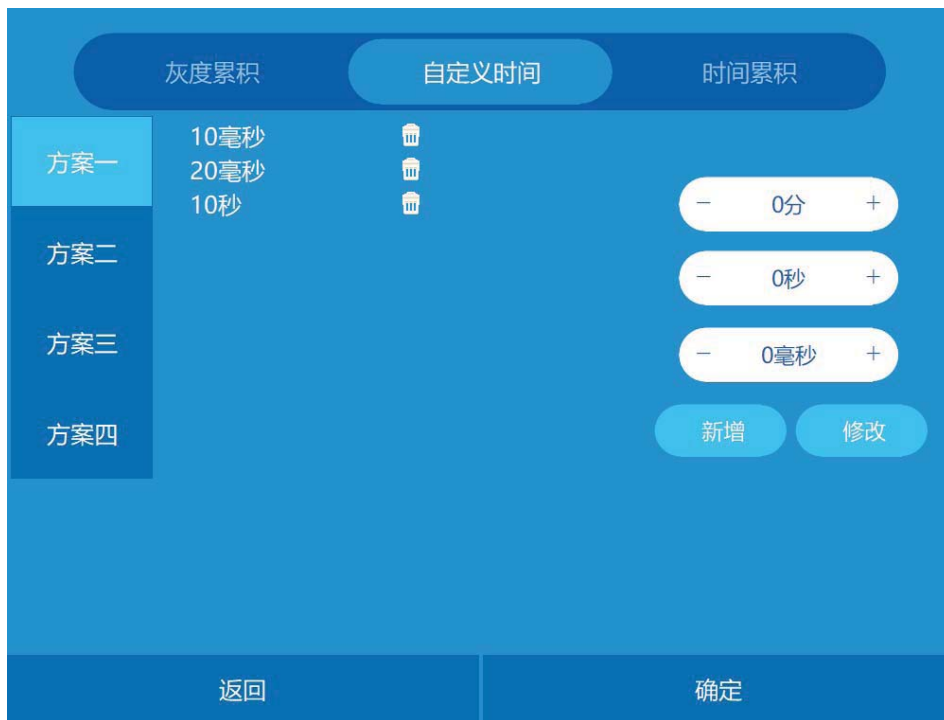 灰度累积 自定义时间 时间累积
方案一
方案二
方案三
方案四
10毫秒
20毫秒
10秒
- 0分 +
- 0秒 +
- 0毫秒 +
新增 修改
返回 确定